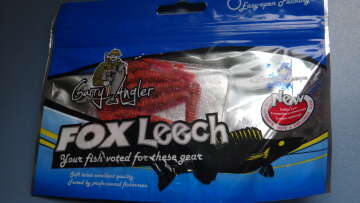 Easy open Packing
Garry Angler
New
FOX Leech
Your fish voted for these gear
Soft lures excellent quality
Tested by professional fishermen